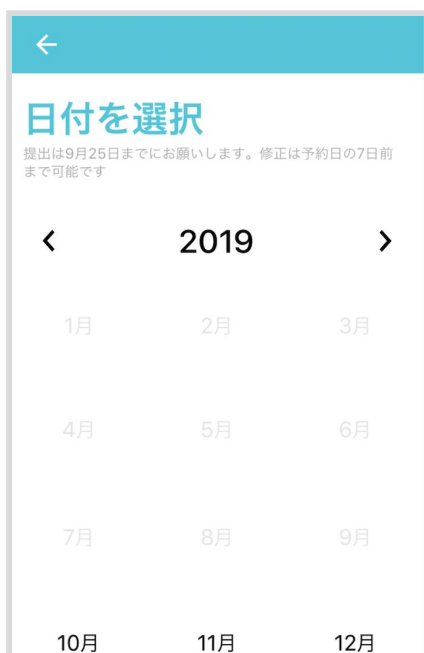 日付を選択
提出は9月25日までにお願いします。修正は予約日の7日前
まで可能です
2019
1月 2月 3月
4月 5月 6月
7月 8月 9月
10月 11月 12月